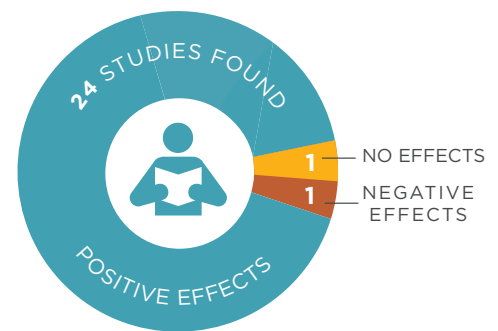 24 STUDIES FOUND
1
NO EFFECTS
1
NEGATIVE
EFFECTS
POSITIVE EFFECTS